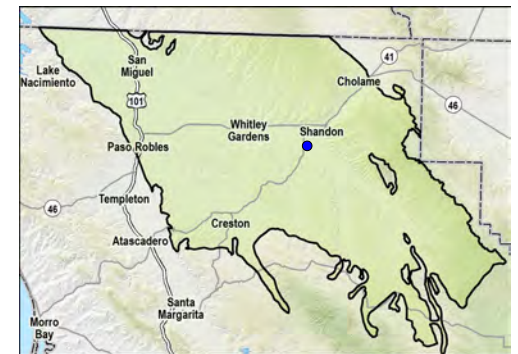 San
Miguel
Lake
Nacimiento
41
Cholame
101
46
Whitley
Gardens
Shandon
Paso Robles
Templeton
46
Creston
Atascadero
Santa
Margarita
Morro
Bay